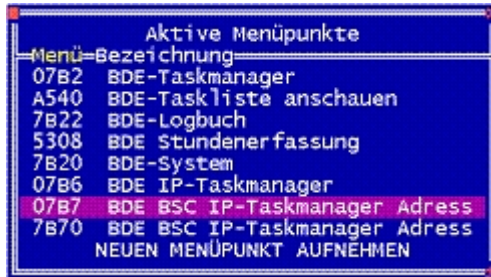 Aktive Menüpunkte
Menü Bezeichnung
07B2 BDE-Taskmanager
A540 BDE-Taskliste anschauen
7B22 BDE-Logbuch
5308 BDE Stundenerfassung
7B20 BDE-System
07B6 BDE IP-Taskmanager
07B7 BDE BSC IP-Taskmanager Adress
7B70 BDE BSC IP-Taskmanager Adress
NEUEN MENÜPUNKT AUFNEHMEN